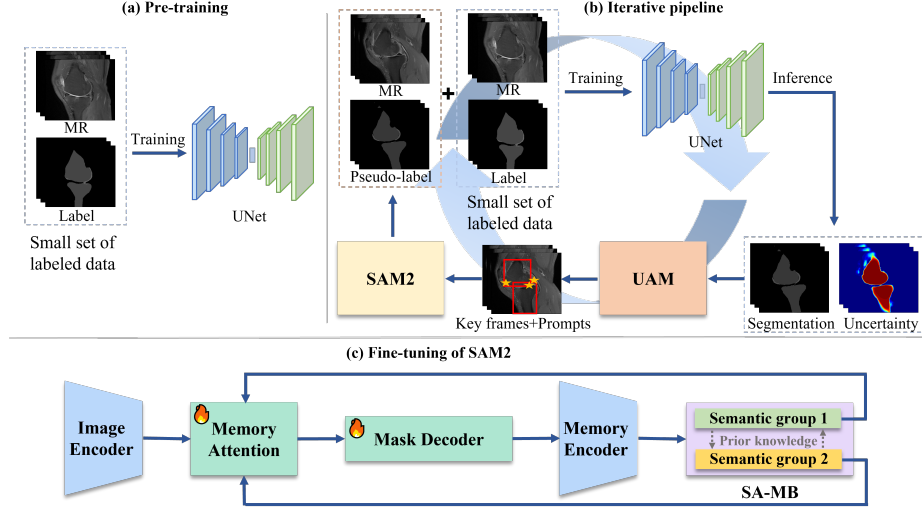 (a) Pre-training
MR
Label
Small set of
labeled data
Training
UNet
(b) Iterative pipeline
MR
Pseudo-label
+
MR
Label
Small set of
labeled data
Training
UNet
Inference
SAM2
Key frames+Prompts
UAM
Segmentation
Uncertainty
(c) Fine-tuning of SAM2
Image
Encoder
Memory
Attention
Mask Decoder
Memory
Encoder
Semantic group 1
Prior knowledge
Semantic group 2
SA-MB